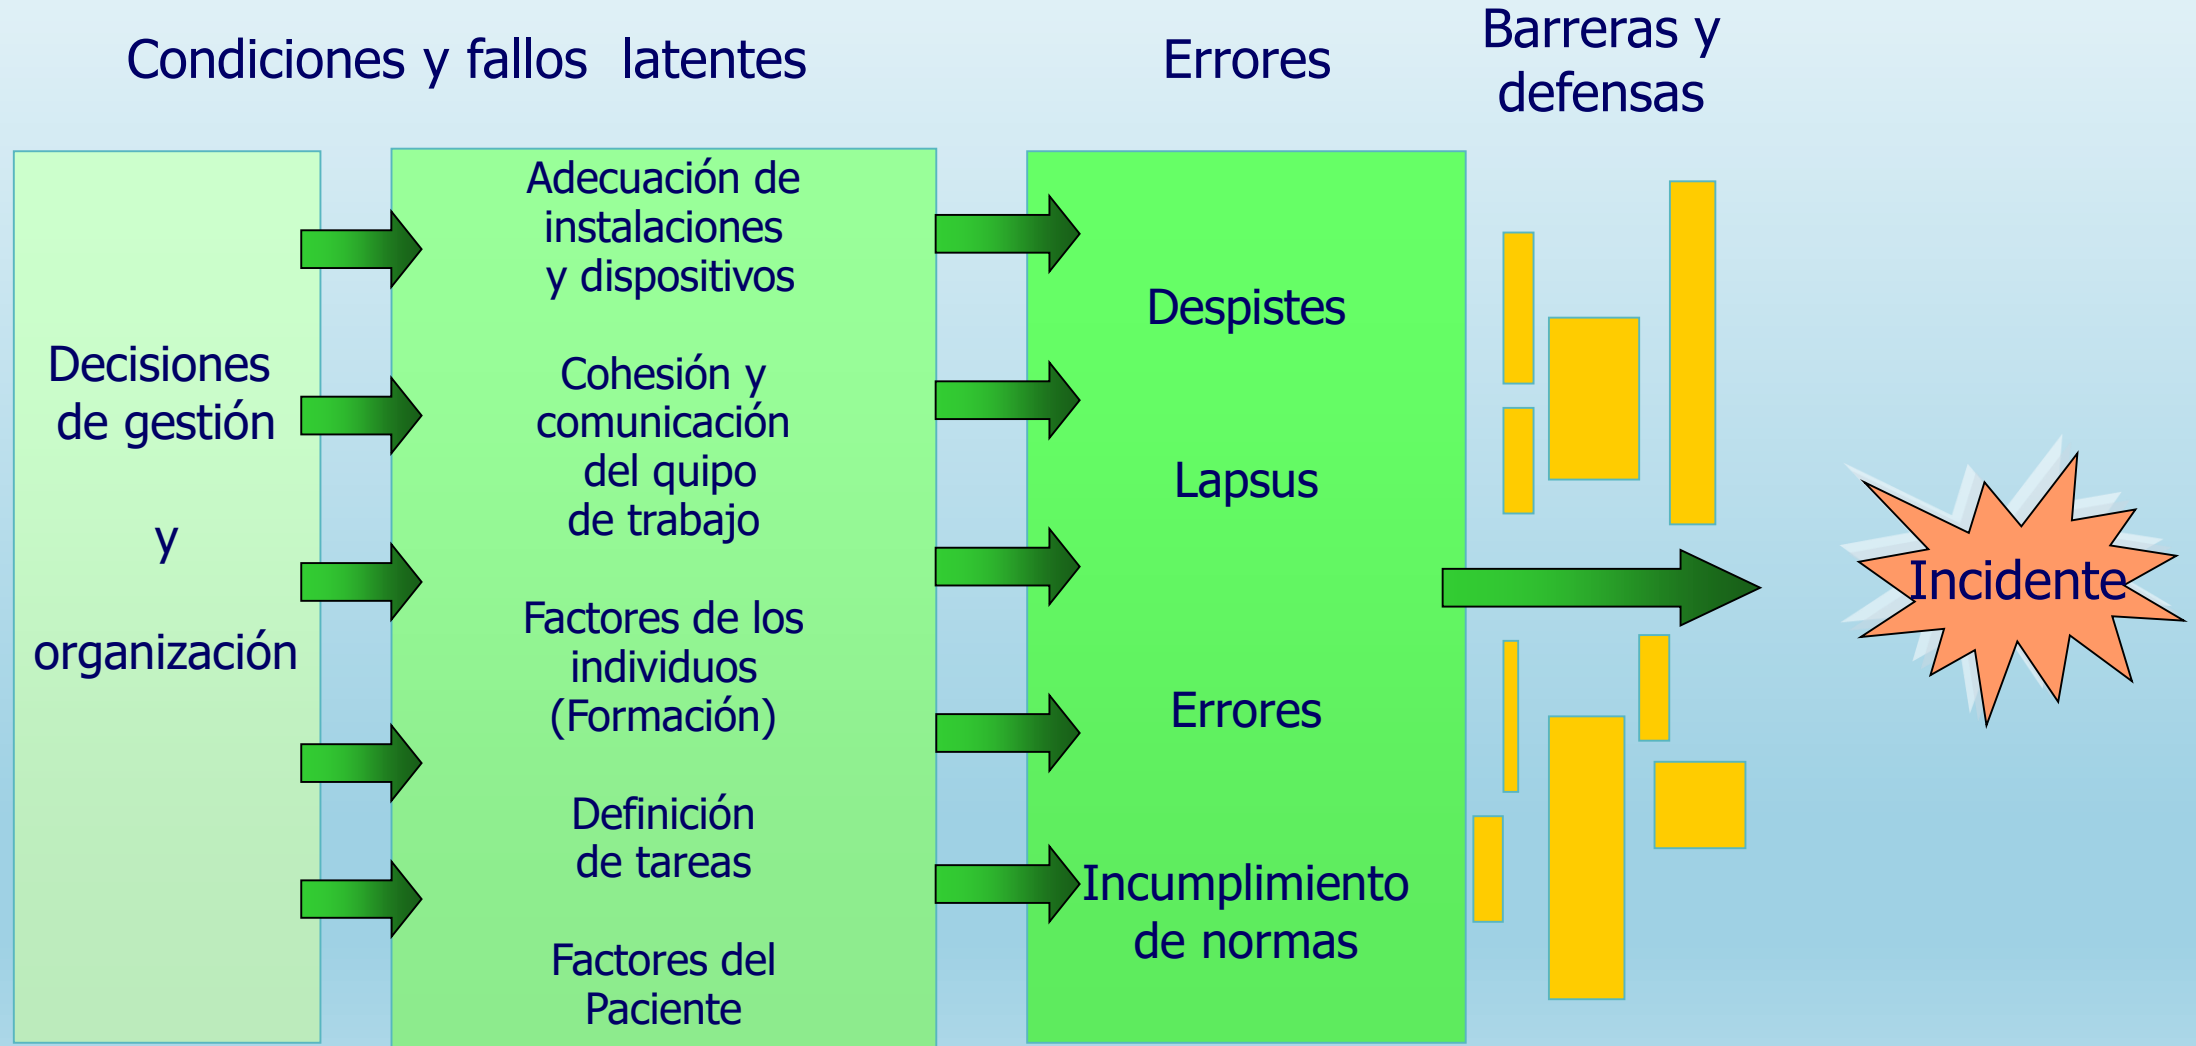 Condiciones y fallos latentes
Errores
Barreras y
defensas
Decisiones
de gestión
y
organización
Adecuación de
instalaciones
y dispositivos
Cohesión y
comunicación
del quipo
de trabajo
Factores de los
individuos
(Formación)
Definición
de tareas
Factores del
Paciente
Despistes
Lapsus
Errores
Incumplimiento
de normas
Incidente